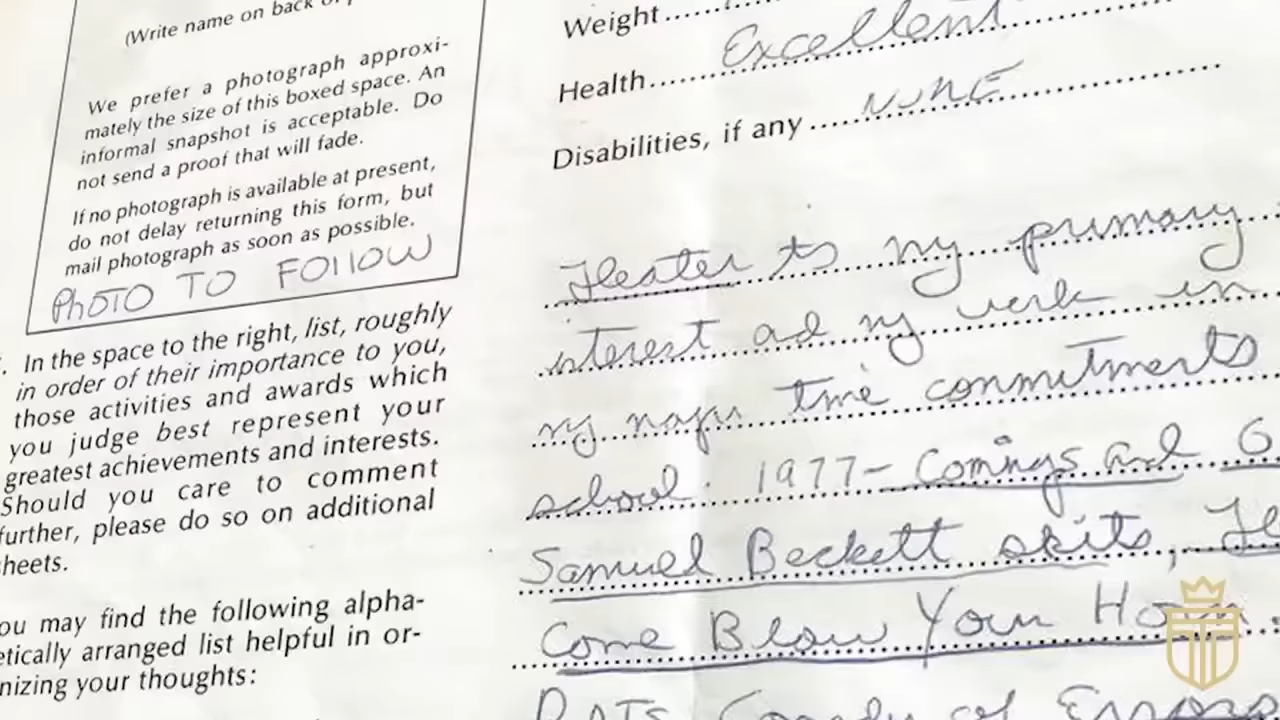 (Write name on back of
We prefer a photograph approxi-
mately the size of this boxed space. An
informal snapshot is acceptable. Do
not send a proof that will fade.
If no photograph is available at present,
do not delay returning this form, but
mail photograph as soon as possible.
PhOTO TO FOllOW
In the space to the right, list, roughly
in order of their importance to you,
those activities and awards which
you judge best represent your
greatest achievements and interests.
Should you care to comment
further, please do so on additional
heets.
ou may find the following alpha-
etically arranged list helpful in or-
nizing your thoughts:
Weight
Health Excellent
Disabilities, if any NONE
Theater is my primary
interest and my work in
my major time commitments
school. 1977- Comings and G
Samuel Beckett skits,
Come Blow Your Horn.
Comedy of Errors